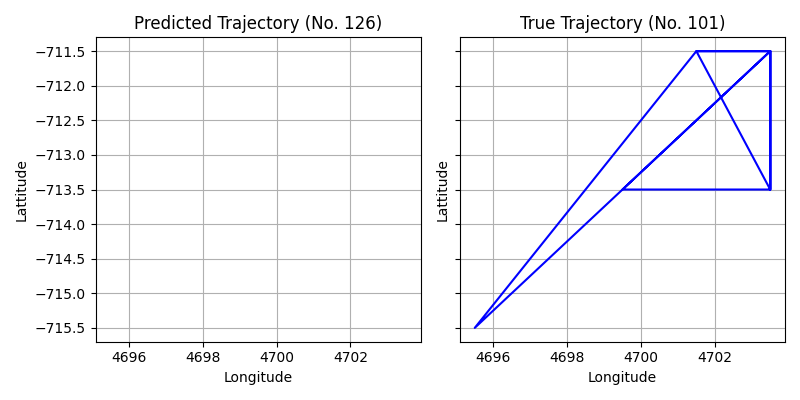 Predicted Trajectory (No. 126)
True Trajectory (No. 101)
Lattitude
−711.5
−712.0
−712.5
−713.0
−713.5
−714.0
−714.5
−715.0
−715.5
4696 4698 4700 4702
Longitude
Lattitude
4696 4698 4700 4702
Longitude